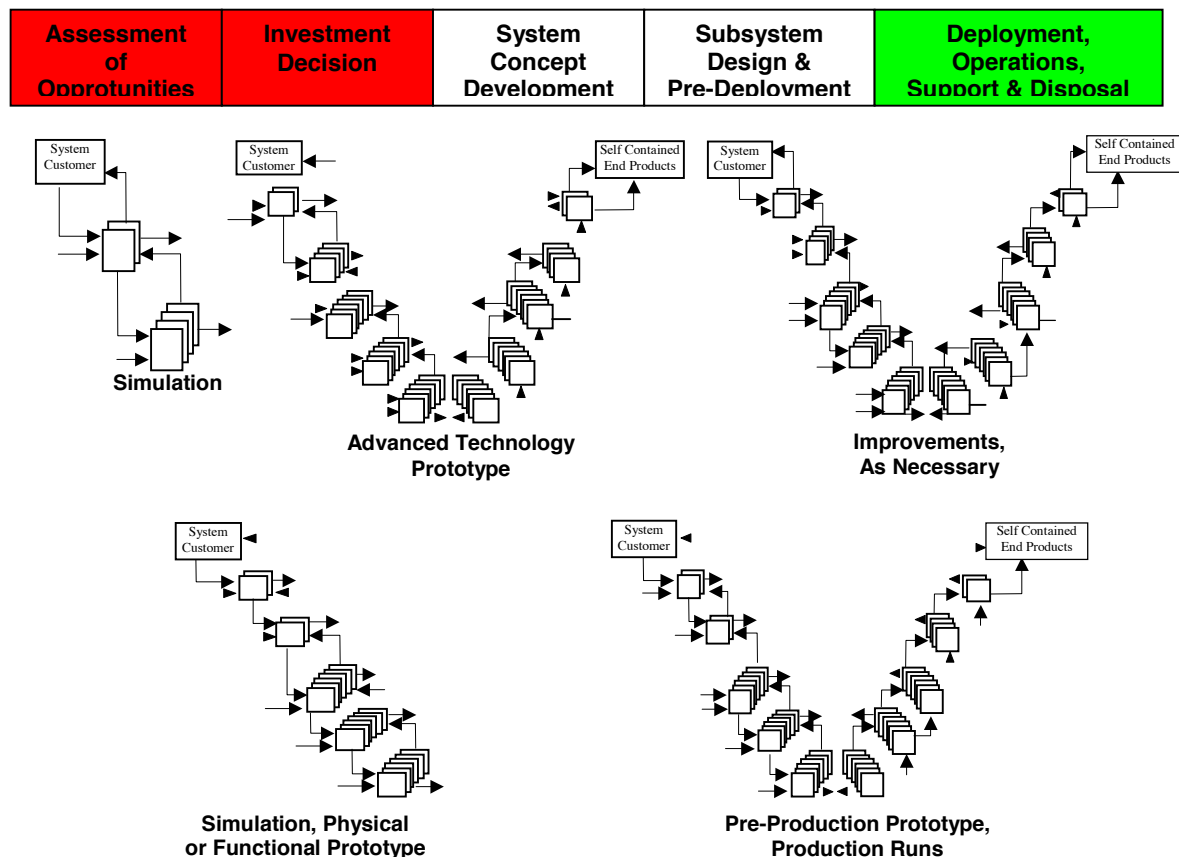 Assessment
of
Opprotunities
Investment
Decision
System
Concept
Development
Subsystem
Design &
Pre-Deployment
Deployment,
Operations,
Support & Disposal
System
Customer
System
Customer
Self Contained
End Products
System
Customer
Self Contained
End Products
Simulation
Advanced Technology
Prototype
Improvements,
As Necessary
System
Customer
System
Customer
Self Contained
End Products
Simulation, Physical
or Functional Prototype
Pre-Production Prototype,
Production Runs